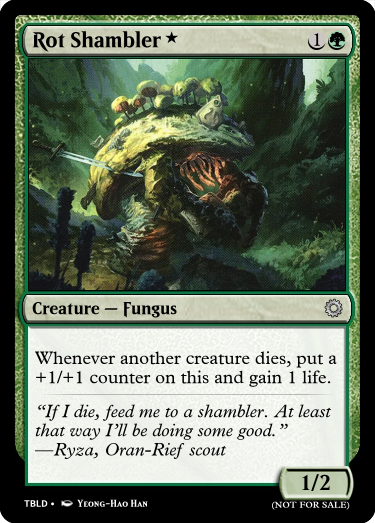 Rot Shambler ★ 1
Creature — Fungus
Whenever another creature dies, put a
+1/+1 counter on this and gain 1 life.
“If I die, feed me to a shambler. At least
that way I’ll be doing some good.”
—Ryza, Oran-Rief scout
1/2
TBLD • Yeong-Hao Han
(NOT FOR SALE)